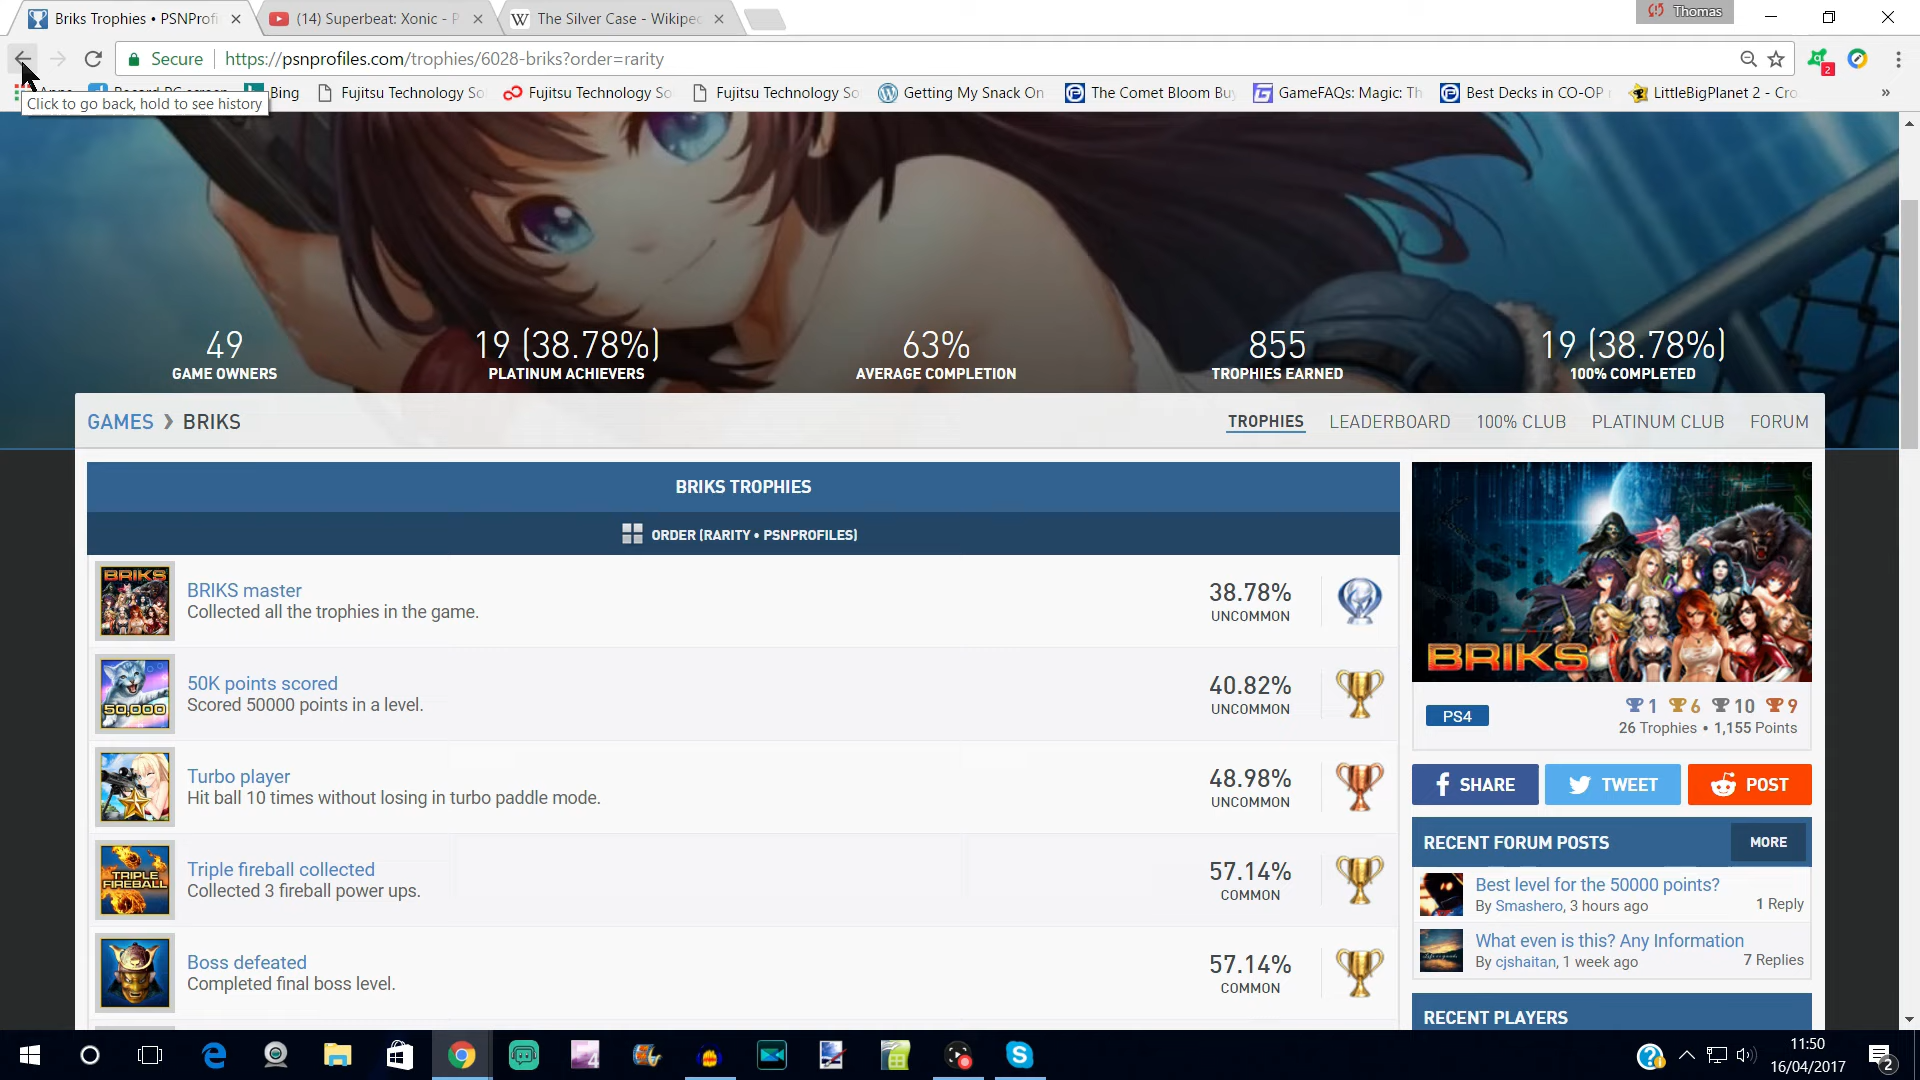 Briks Trophies • PSNProfi
(14) Superbeat: Xonic - P
The Silver Case - Wikipec
Thomas
Secure
https://psnprofiles.com/trophies/6028-briks?order=rarity
2
Bing
Fujitsu Technology So
Fujitsu Technology So
Fujitsu Technology So
Getting My Snack On
The Comet Bloom Bu
GameFAQs: Magic: Th
Best Decks in CO-OP
LittleBigPlanet 2 - Cro
»
Click to go back, hold to see history
49
GAME OWNERS
19 (38.78%)
PLATINUM ACHIEVERS
63%
AVERAGE COMPLETION
855
TROPHIES EARNED
19 (38.78%)
100% COMPLETED
GAMES
BRIKS
TROPHIES
LEADERBOARD
100% CLUB
PLATINUM CLUB
FORUM
BRIKS TROPHIES
ORDER (RARITY • PSNPROFILES)
BRIKS
BRIKS master
Collected all the trophies in the game.
38.78%
UNCOMMON
50,000
50K points scored
Scored 50000 points in a level.
40.82%
UNCOMMON
Turbo player
Hit ball 10 times without losing in turbo paddle mode.
48.98%
UNCOMMON
TRIPLE
FIREBALL
Triple fireball collected
Collected 3 fireball power ups.
57.14%
COMMON
Boss defeated
Completed final boss level.
57.14%
COMMON
BRIKS
PS4
1 6 10 9
26 Trophies • 1,155 Points
SHARE
TWEET
POST
RECENT FORUM POSTS
MORE
Best level for the 50000 points?
By Smashero, 3 hours ago
1 Reply
What even is this? Any Information
By cjshaitan, 1 week ago
7 Replies
RECENT PLAYERS
11:50
16/04/2017
2